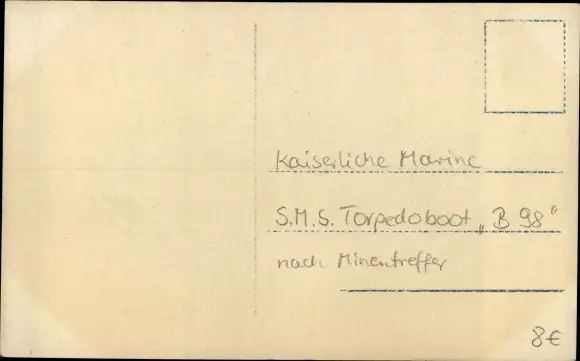 Kaiserliche Marine
S.M.S. Torpedoboot „B 98“
nach Minentreffer
8€